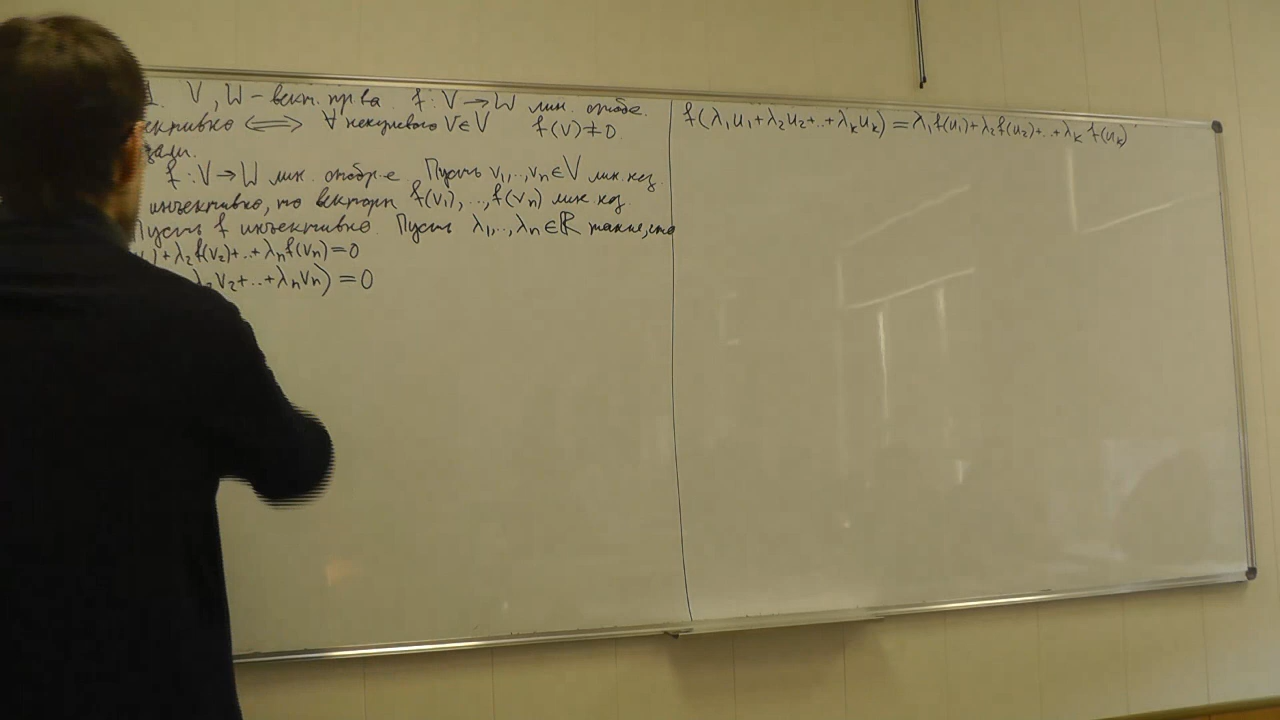 V, W – вект. пр-ва. f: V → W лин. отобр.
ективно ⟺ ∀ ненулевого V ∈ V f(v) ≠ 0.
зали.
f: V → W лин. отобр-е. Пусть v₁,..,vₙ ∈ V лин. нез.
инъективно, то векторы f(v₁), .., f(vₙ) лин. нез.
Пусть f инъективно. Пусть λ₁,..,λₙ ∈ ℝ такие, что
) + λ₂f(v₂) + .. + λₙf(vₙ) = 0
λ₂v₂ + .. + λₙvₙ) = 0
f(λ₁u₁ + λ₂u₂ + .. + λₖuₖ) = λ₁f(u₁) + λ₂f(u₂) + .. + λₖ f(uₖ)